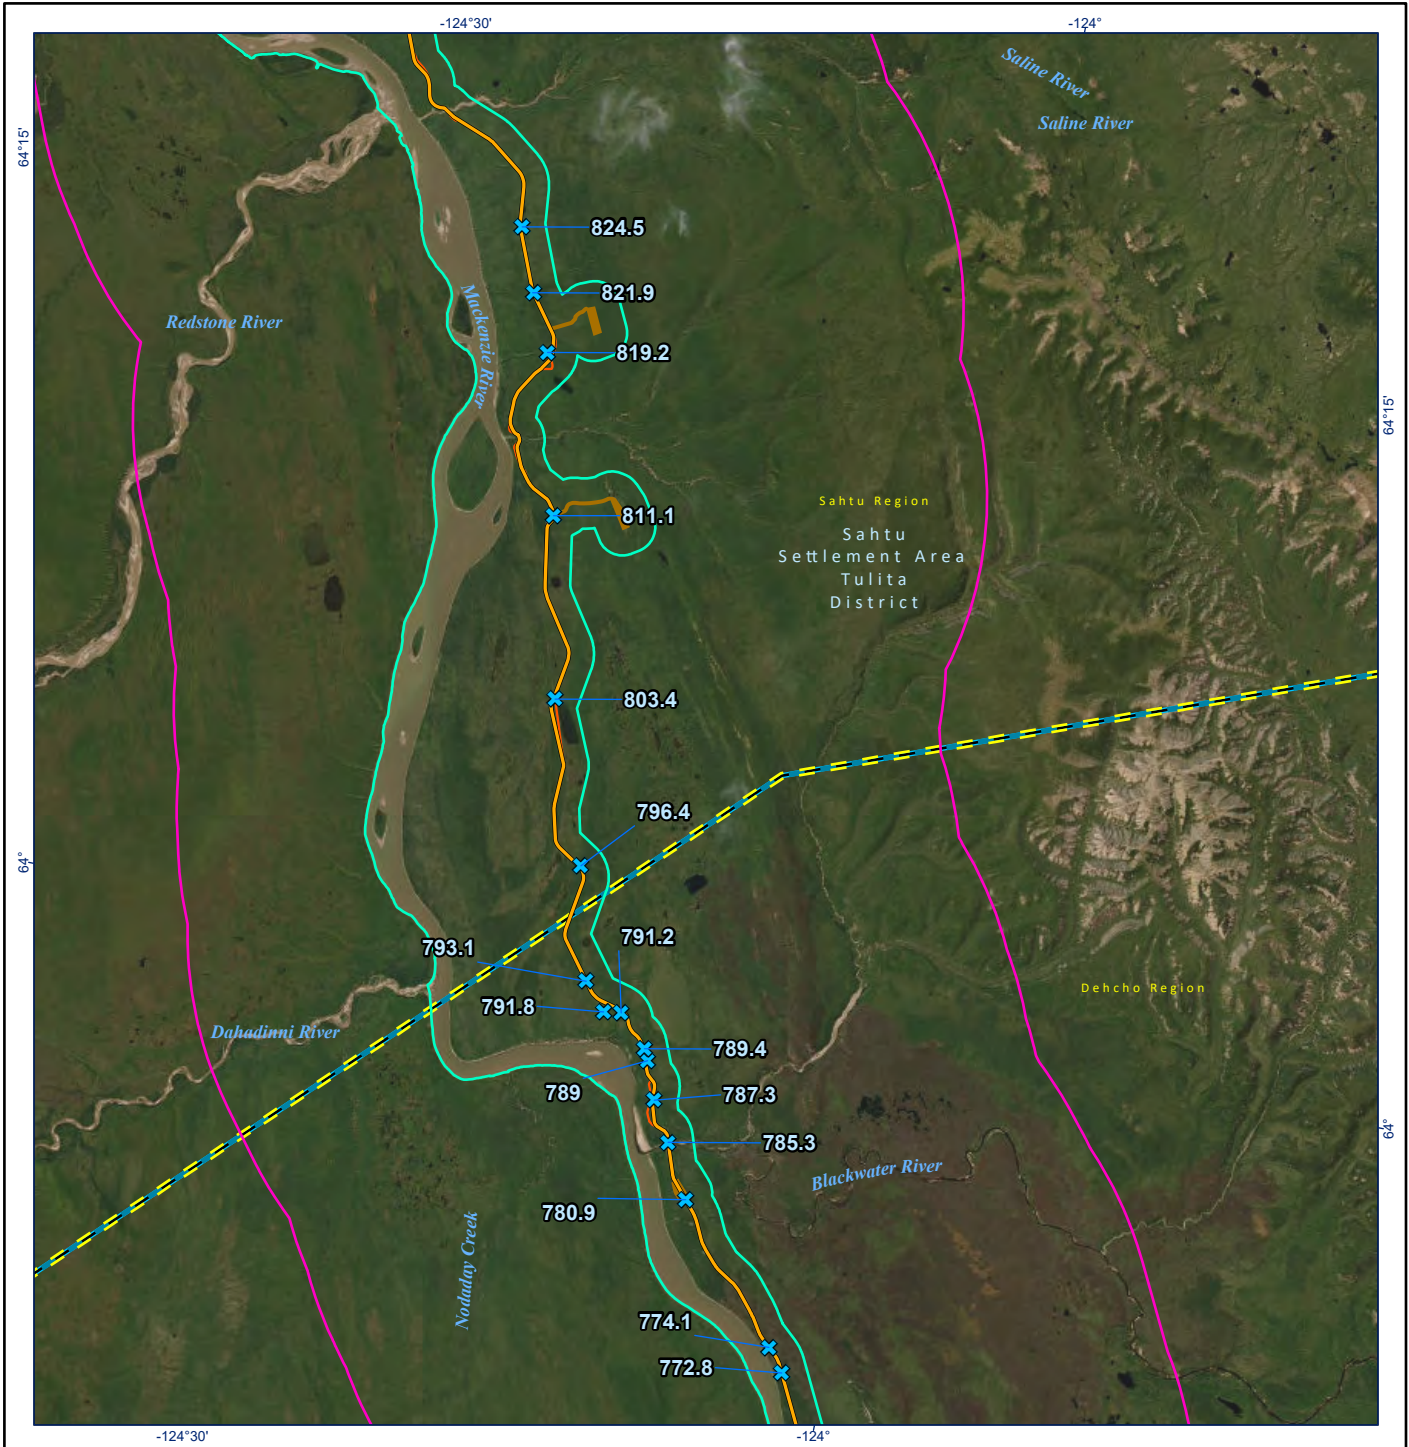 -124°30'
-124°
Saline River
Saline River
64°15'
824.5
821.9
Redstone River
Mackenzie River
819.2
64°15'
Sahtu Region
811.1
Sahtu
Settlement Area
Tulita
District
803.4
796.4
64°
793.1
791.2
Dehcho Region
791.8
Dahadinni River
789.4
789
787.3
64°
785.3
Blackwater River
780.9
Nodaday Creek
774.1
772.8
-124°30'
-124°